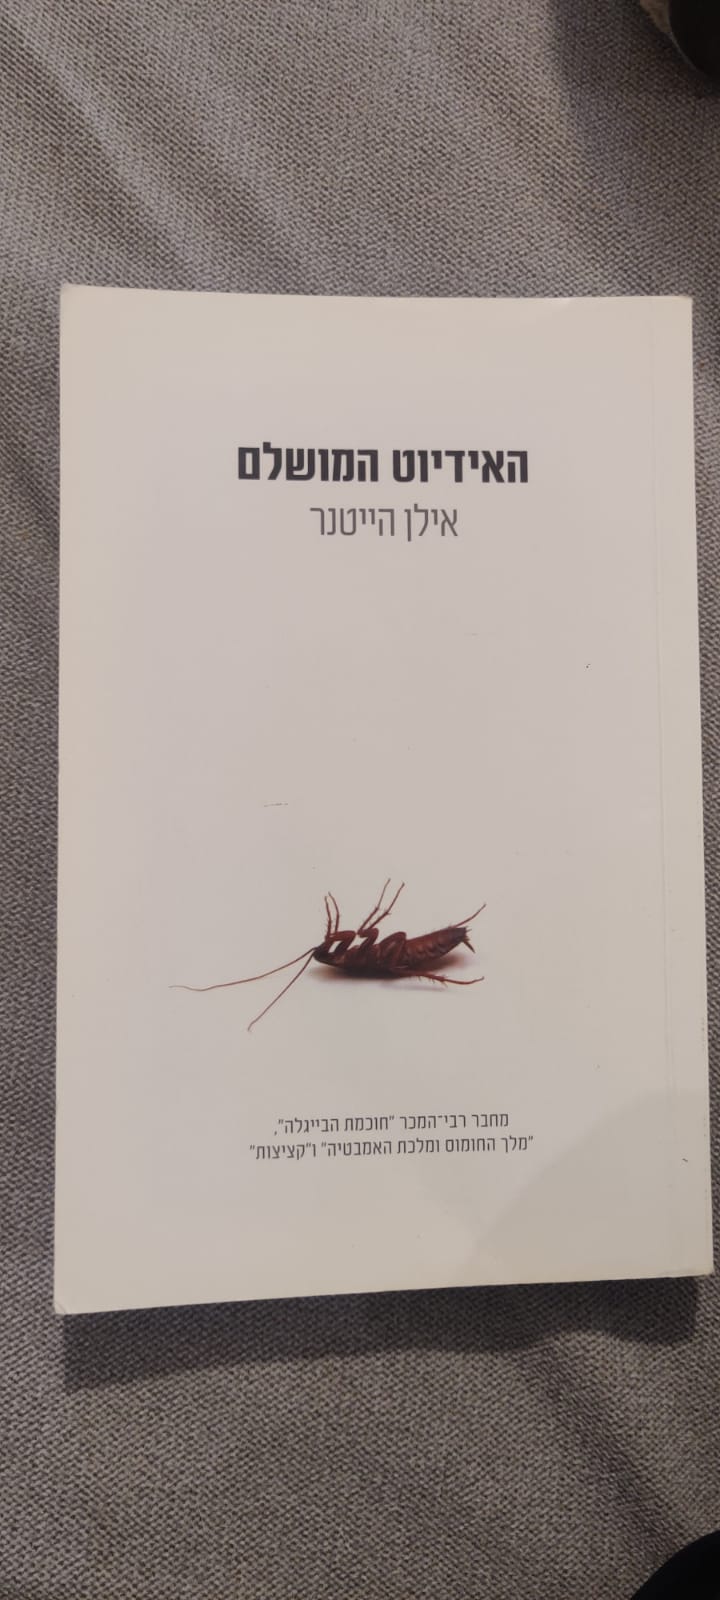 האידיוט המושלם
אילן הייטנר
מחבר רבי־המכר "חוכמת הבייגלה",
"מלך החומוס ומלכת האמבטיה" ו"קציצות"